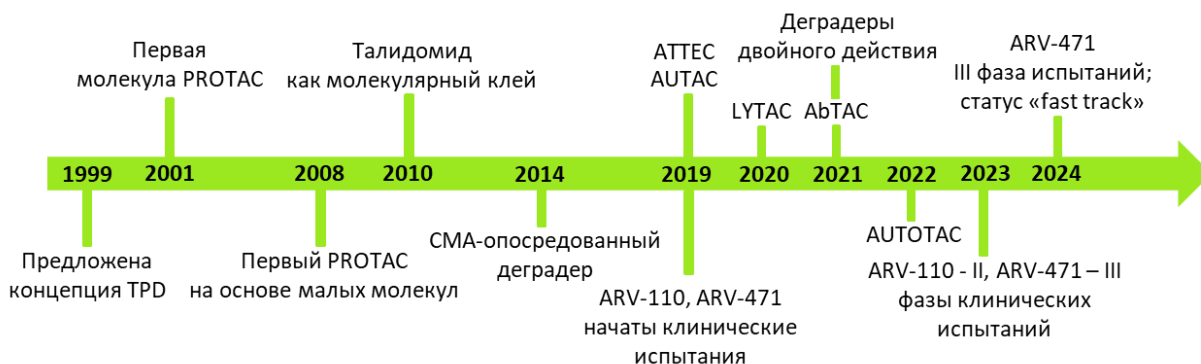 Первая
молекула PROTAC
Талидомид
как молекулярный клей
ATTEC
AUTAC
LYTAC
Деградеры
двойного действия
AbTAC
ARV-471
III фаза испытаний;
статус «fast track»
1999 2001 2008 2010 2014 2019 2020 2021 2022 2023 2024
Предложена
концепция TPD
Первый PROTAC
на основе малых молекул
СМА-опосредованный
деградер
ARV-110, ARV-471
начаты клинические
испытания
AUTOTAC
ARV-110 - II, ARV-471 – III
фазы клинических
испытаний